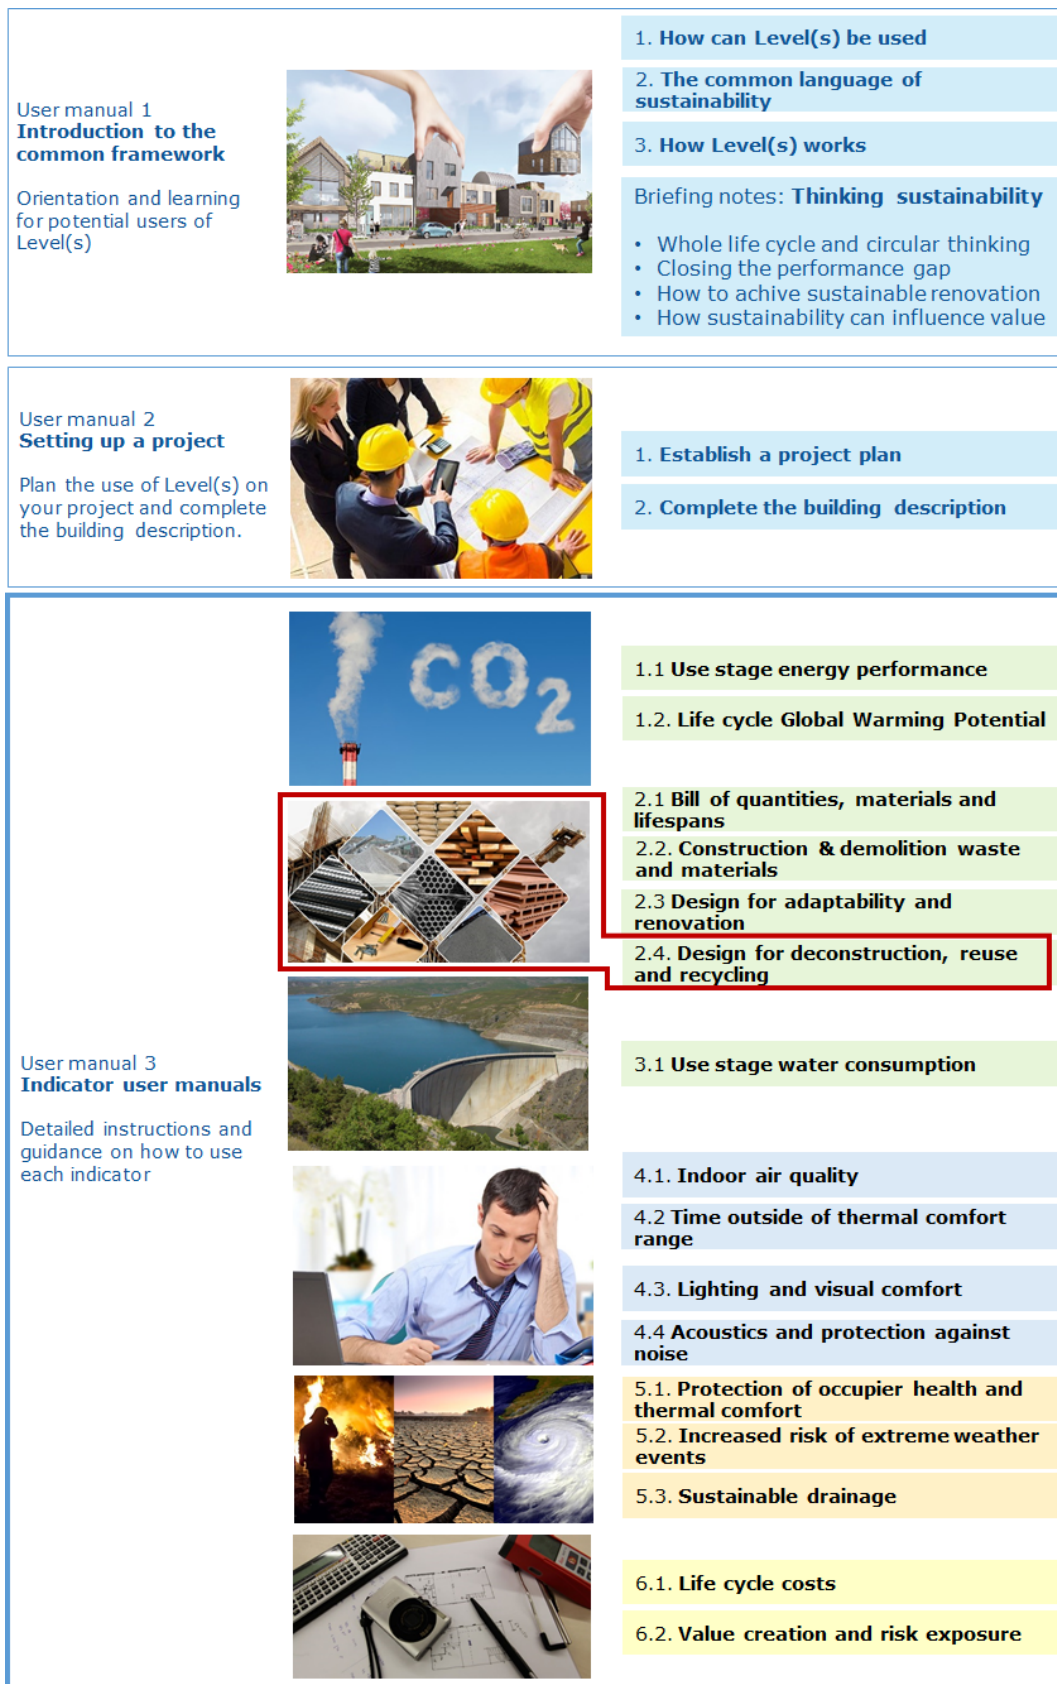 User manual 1
Introduction to the
common framework
Orientation and learning
for potential users of
Level(s)
1. How can Level(s) be used
2. The common language of
sustainability
3. How Level(s) works
Briefing notes: Thinking sustainability
• Whole life cycle and circular thinking
• Closing the performance gap
• How to achive sustainable renovation
• How sustainability can influence value
User manual 2
Setting up a project
Plan the use of Level(s) on
your project and complete
the building description.
1. Establish a project plan
2. Complete the building description
User manual 3
Indicator user manuals
Detailed instructions and
guidance on how to use
each indicator
CO2
1.1 Use stage energy performance
1.2. Life cycle Global Warming Potential
2.1 Bill of quantities, materials and
lifespans
2.2. Construction & demolition waste
and materials
2.3 Design for adaptability and
renovation
2.4. Design for deconstruction, reuse
and recycling
3.1 Use stage water consumption
4.1. Indoor air quality
4.2 Time outside of thermal comfort
range
4.3. Lighting and visual comfort
4.4 Acoustics and protection against
noise
5.1. Protection of occupier health and
thermal comfort
5.2. Increased risk of extreme weather
events
5.3. Sustainable drainage
6.1. Life cycle costs
6.2. Value creation and risk exposure